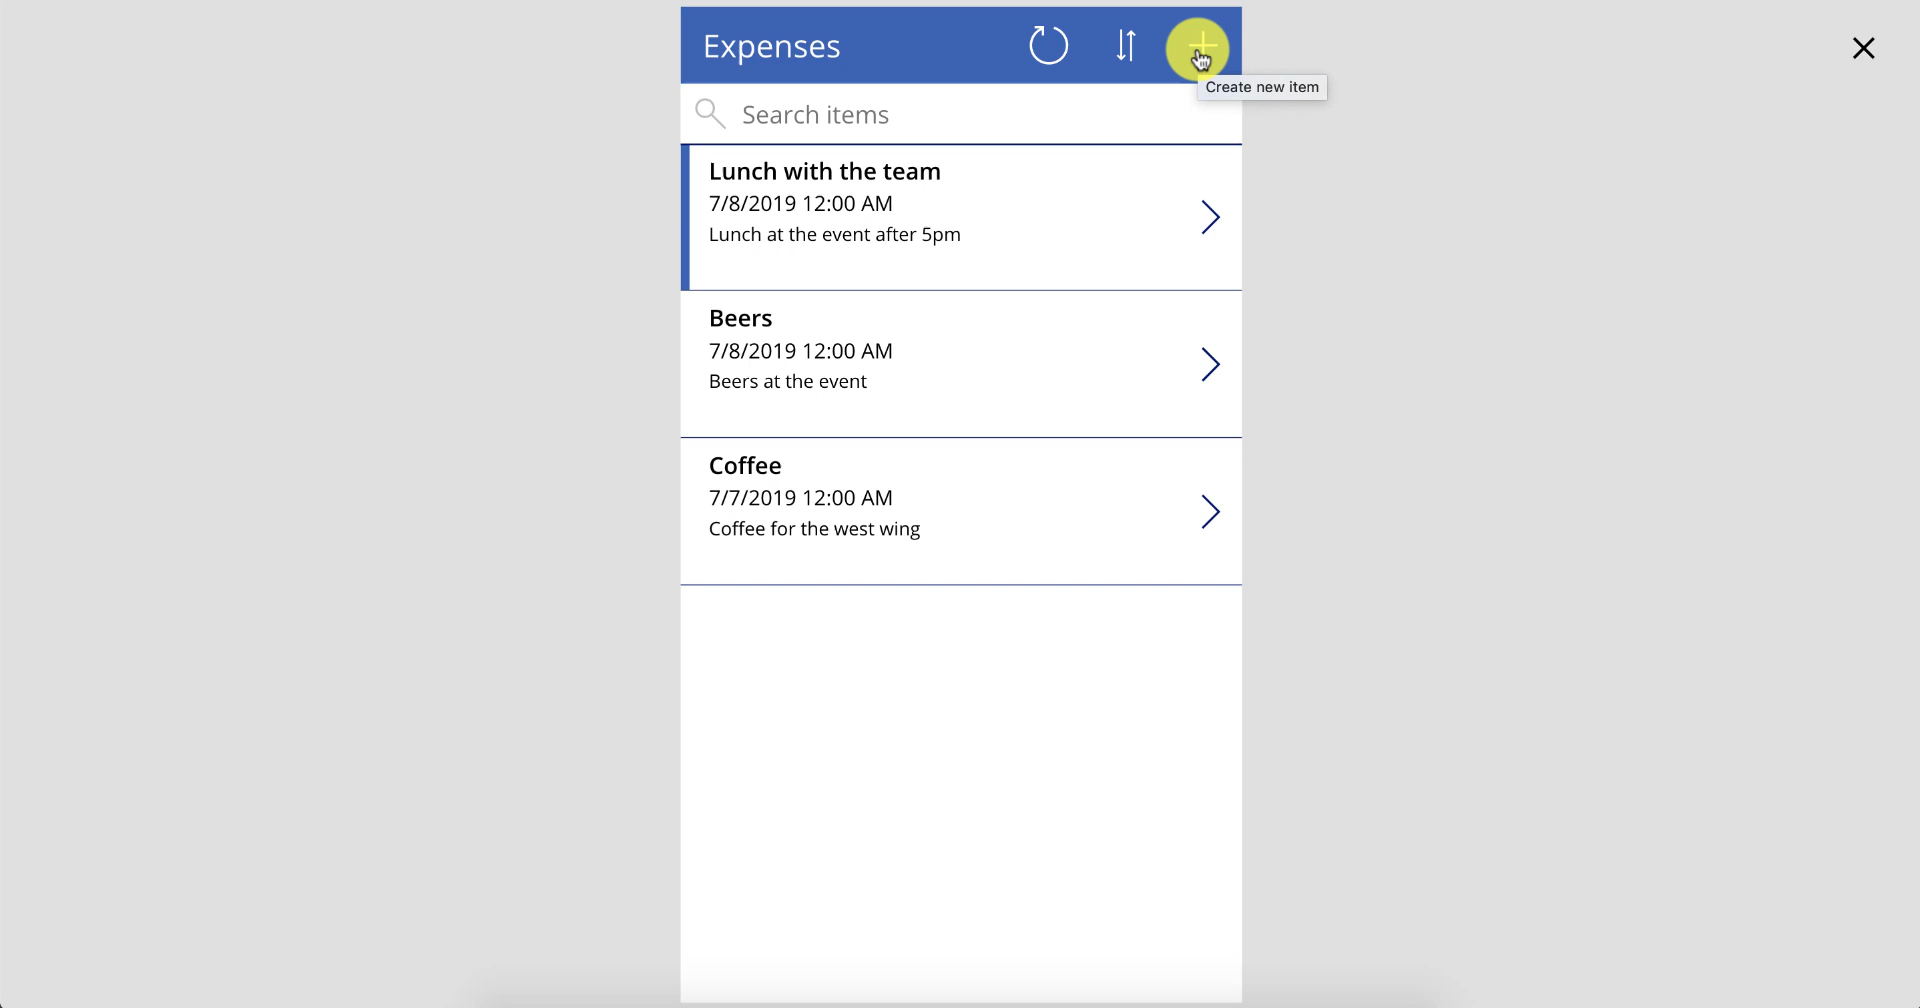 Expenses
Create new item
Search items
Lunch with the team
7/8/2019 12:00 AM
Lunch at the event after 5pm
Beers
7/8/2019 12:00 AM
Beers at the event
Coffee
7/7/2019 12:00 AM
Coffee for the west wing